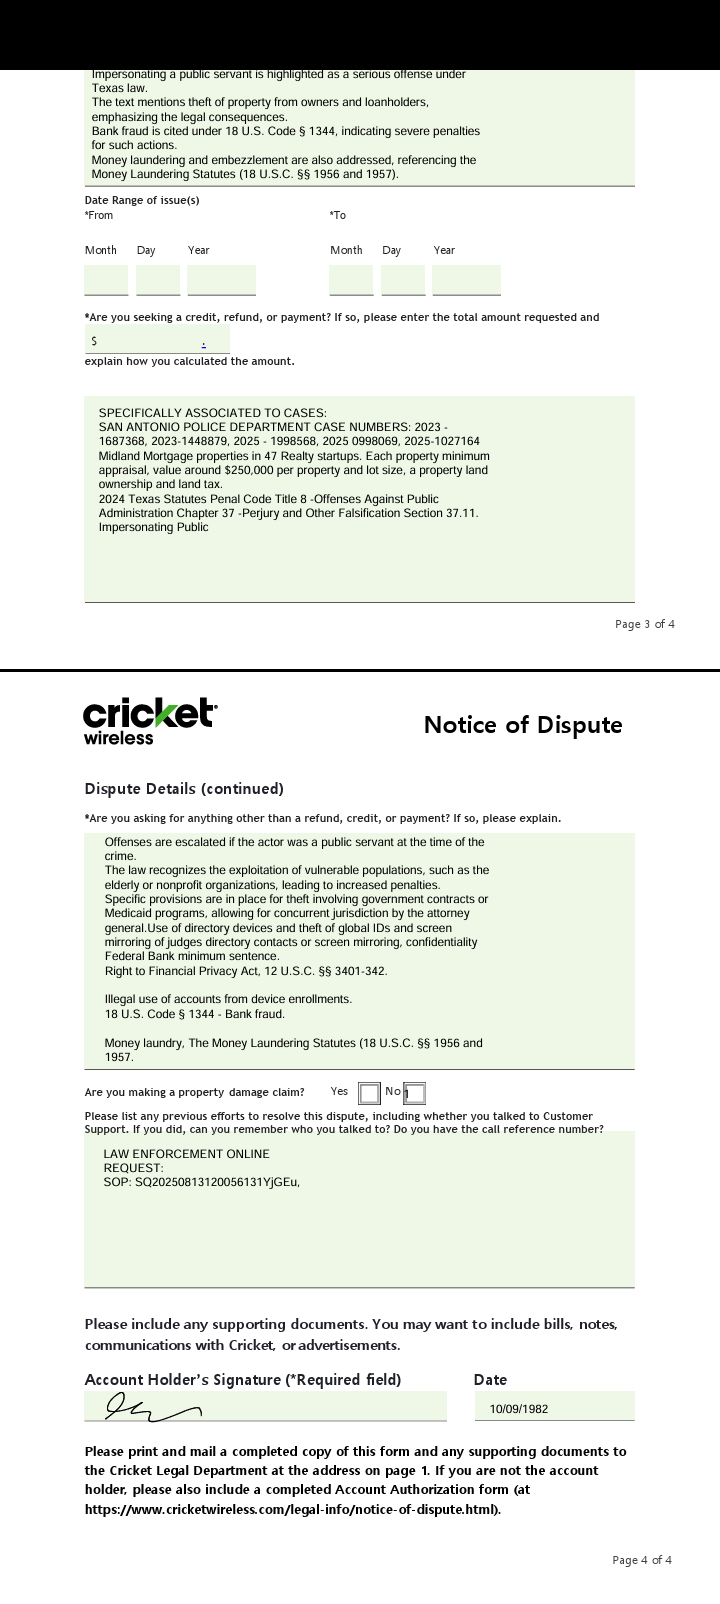 Impersonating a public servant is highlighted as a serious offense under
Texas law.
The text mentions theft of property from owners and loanholders,
emphasizing the legal consequences.
Bank fraud is cited under 18 U.S. Code § 1344, indicating severe penalties
for such actions.
Money laundering and embezzlement are also addressed, referencing the
Money Laundering Statutes (18 U.S.C. §§ 1956 and 1957).
Date Range of issue(s)
*From *To
Month Day Year Month Day Year
*Are you seeking a credit, refund, or payment? If so, please enter the total amount requested and
$ .
explain how you calculated the amount.
SPECIFICALLY ASSOCIATED TO CASES:
SAN ANTONIO POLICE DEPARTMENT CASE NUMBERS: 2023 -
1687368, 2023-1448879, 2025 - 1998568, 2025 0998069, 2025-1027164
Midland Mortgage properties in 47 Realty startups. Each property minimum
appraisal, value around $250,000 per property and lot size, a property land
ownership and land tax.
2024 Texas Statutes Penal Code Title 8 -Offenses Against Public
Administration Chapter 37 -Perjury and Other Falsification Section 37.11.
Impersonating Public
Page 3 of 4
cricket
wireless
Notice of Dispute
Dispute Details (continued)
*Are you asking for anything other than a refund, credit, or payment? If so, please explain.
Offenses are escalated if the actor was a public servant at the time of the
crime.
The law recognizes the exploitation of vulnerable populations, such as the
elderly or nonprofit organizations, leading to increased penalties.
Specific provisions are in place for theft involving government contracts or
Medicaid programs, allowing for concurrent jurisdiction by the attorney
general.Use of directory devices and theft of global IDs and screen
mirroring of judges directory contacts or screen mirroring, confidentiality
Federal Bank minimum sentence.
Right to Financial Privacy Act, 12 U.S.C. §§ 3401-342.
Illegal use of accounts from device enrollments.
18 U.S. Code § 1344 - Bank fraud.
Money laundry, The Money Laundering Statutes (18 U.S.C. §§ 1956 and
1957.
Are you making a property damage claim? Yes No 1
Please list any previous efforts to resolve this dispute, including whether you talked to Customer
Support. If you did, can you remember who you talked to? Do you have the call reference number?
LAW ENFORCEMENT ONLINE
REQUEST:
SOP: SQ20250813120056131YjGEu,
Please include any supporting documents. You may want to include bills, notes,
communications with Cricket, or advertisements.
Account Holder's Signature (*Required field) Date
10/09/1982
Please print and mail a completed copy of this form and any supporting documents to
the Cricket Legal Department at the address on page 1. If you are not the account
holder, please also include a completed Account Authorization form (at
https://www.cricketwireless.com/legal-info/notice-of-dispute.html).
Page 4 of 4